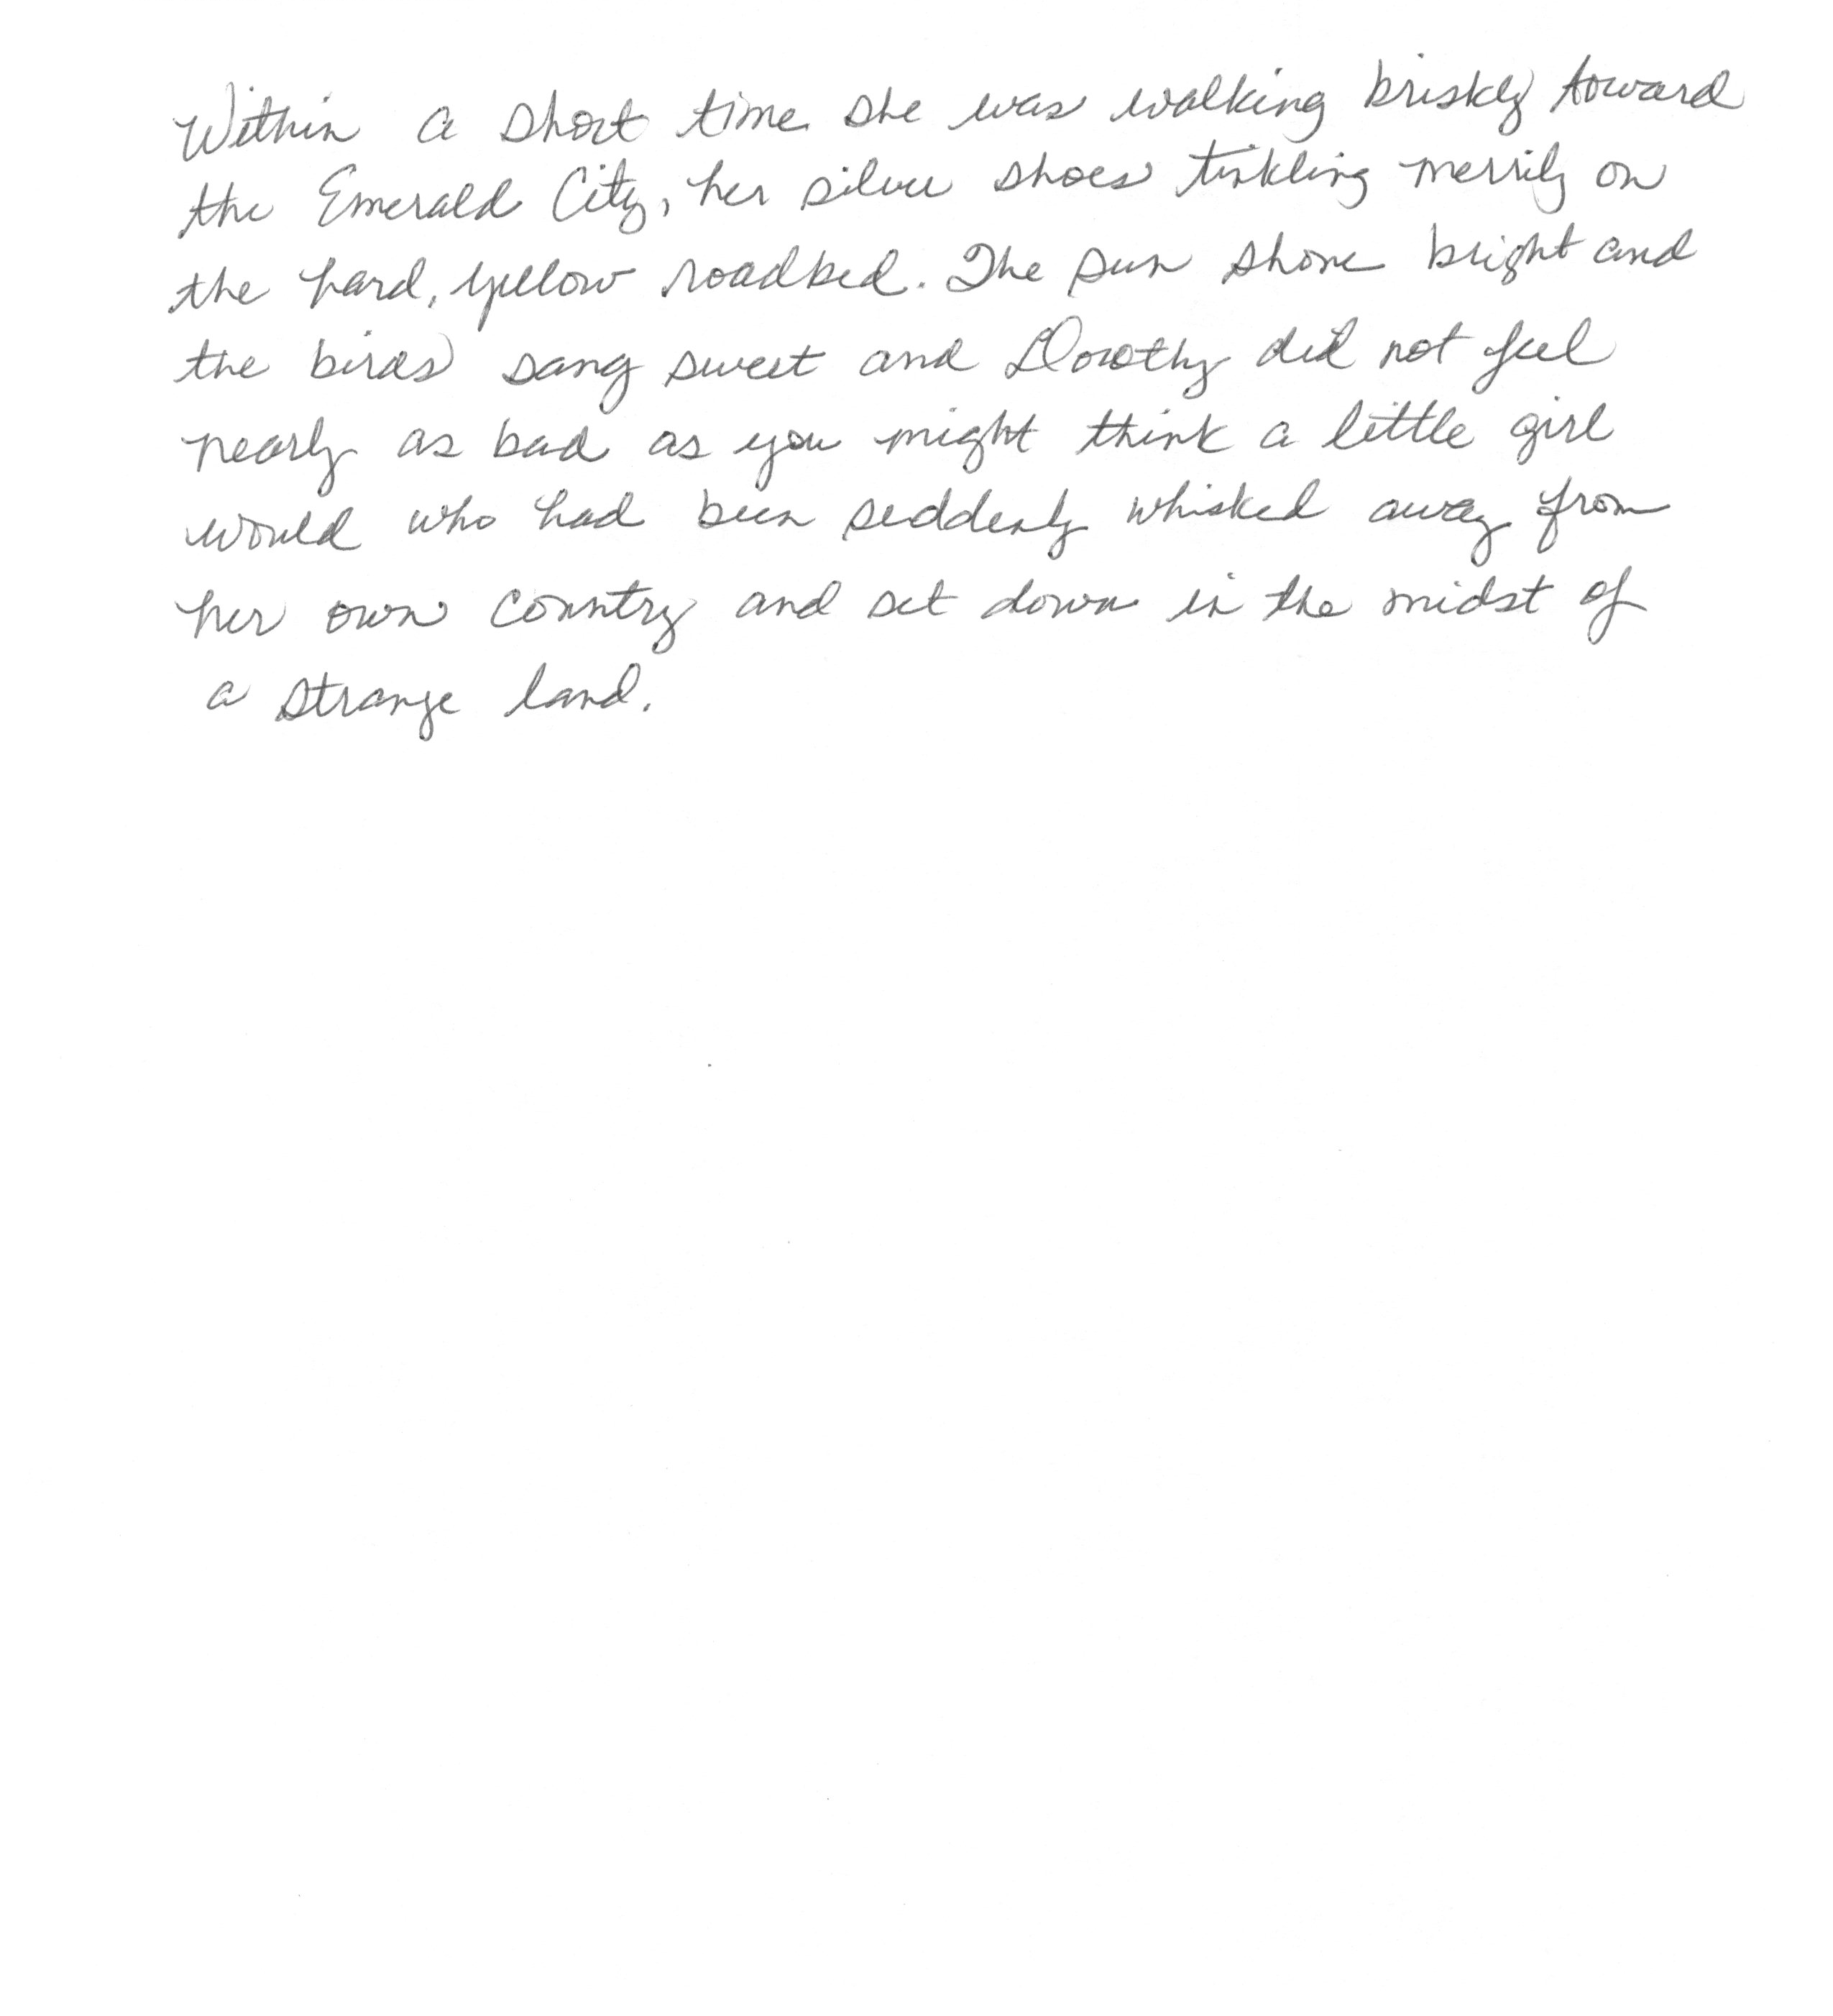 Within a short time she was walking briskly toward
the Emerald City, her silver shoes tinkling merrily on
the hard, yellow roadbed. The sun shone bright and
the birds sang sweet and Dorothy did not feel
nearly as bad as you might think a little girl
would who had been suddenly whisked away from
her own country and set down in the midst of
a strange land.